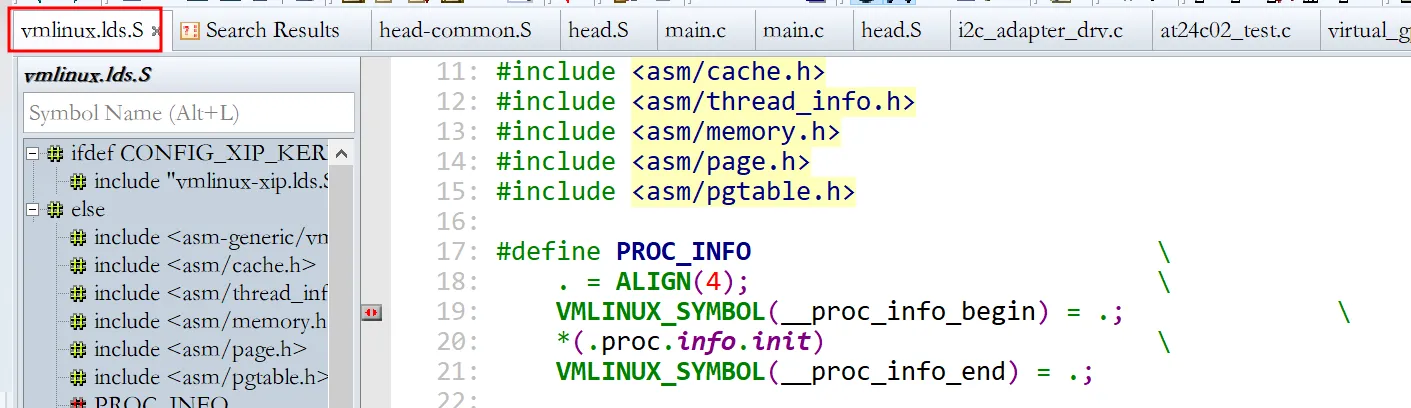 vmlinux.lds.S Search Results head-common.S head.S main.c main.c head.S i2c_adapter_drv.c at24c02_test.c
vmlinux.lds.S
Symbol Name (Alt+L)
ifdef CONFIG_XIP_KER
include "vmlinux-xip.lds.S
else
include <asm-generic/vm
include <asm/cache.h>
include <asm/thread_inf
include <asm/memory.h
include <asm/page.h>
include <asm/pgtable.h>
PROC_INFO
11: #include <asm/cache.h>
12: #include <asm/thread_info.h>
13: #include <asm/memory.h>
14: #include <asm/page.h>
15: #include <asm/pgtable.h>
16:
17: #define PROC_INFO \
18: . = ALIGN(4); \
19: VMLINUX_SYMBOL(__proc_info_begin) = .; \
20: *(.proc.info.init) \
21: VMLINUX_SYMBOL(__proc_info_end) = .;
22: